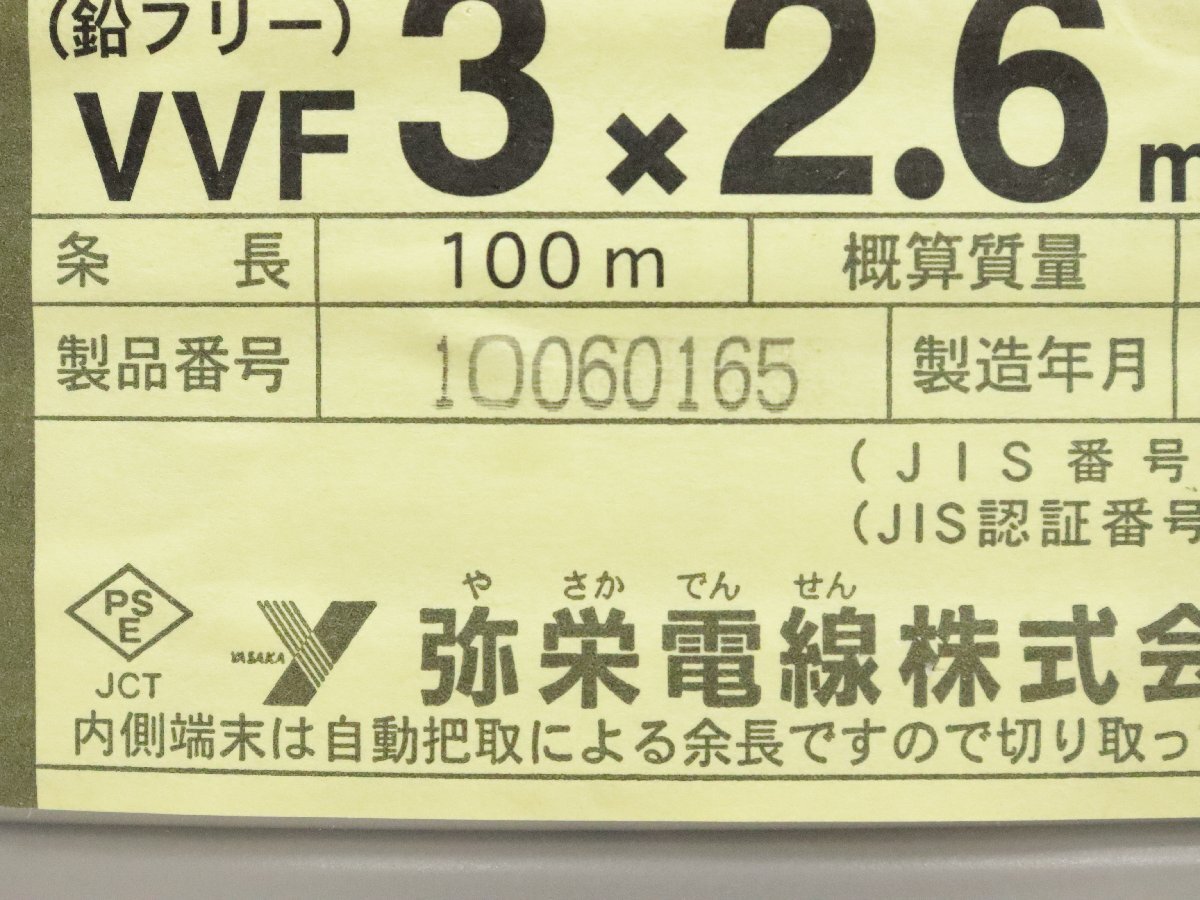 (鉛フリー)
VVF 3×2.6
条長 100m 概算質量
製品番号 10060165 製造年月
(JIS番号
(JIS認証番号
や さか でん せん
PS E JCT YASAKA 弥栄電線株式会
内側端末は自動把取による余長ですので切り取っ